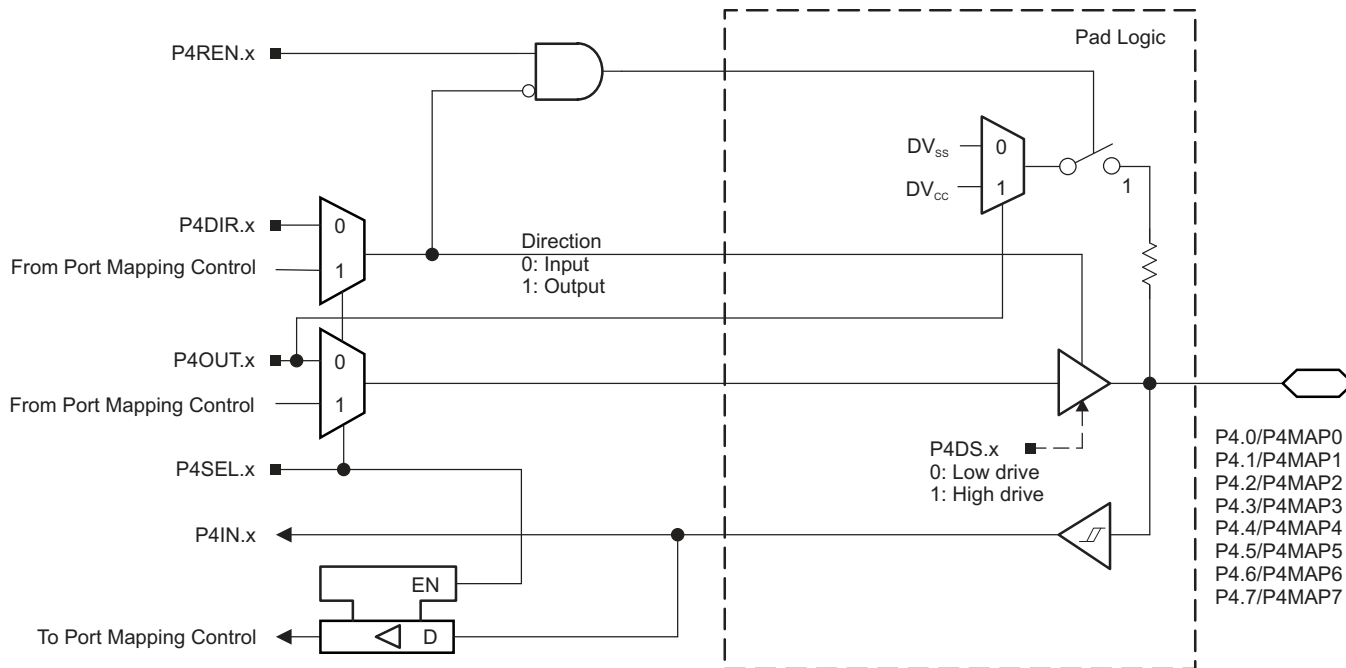 Pad Logic
P4REN.x
DVss
0
DVcc
1
1
P4DIR.x
0
From Port Mapping Control
1
Direction
0: Input
1: Output
P4OUT.x
0
From Port Mapping Control
1
P4SEL.x
P4DS.x
0: Low drive
1: High drive
P4.0/P4MAP0
P4.1/P4MAP1
P4.2/P4MAP2
P4.3/P4MAP3
P4.4/P4MAP4
P4.5/P4MAP5
P4.6/P4MAP6
P4.7/P4MAP7
P4IN.x
EN
To Port Mapping Control
D